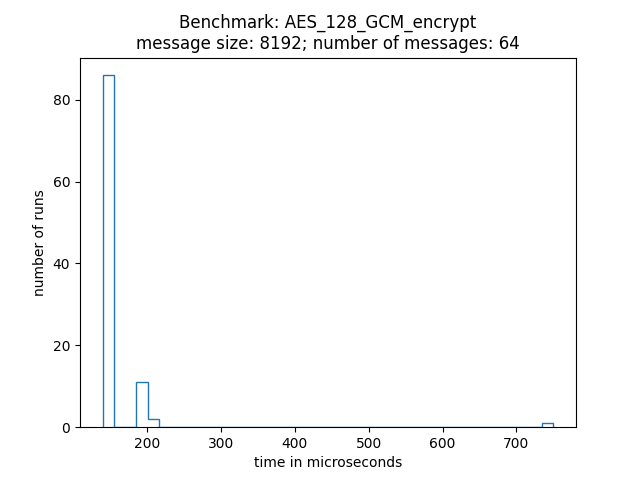 Benchmark: AES_128_GCM_encrypt
message size: 8192; number of messages: 64
number of runs
80
60
40
20
0
200 300 400 500 600 700
time in microseconds